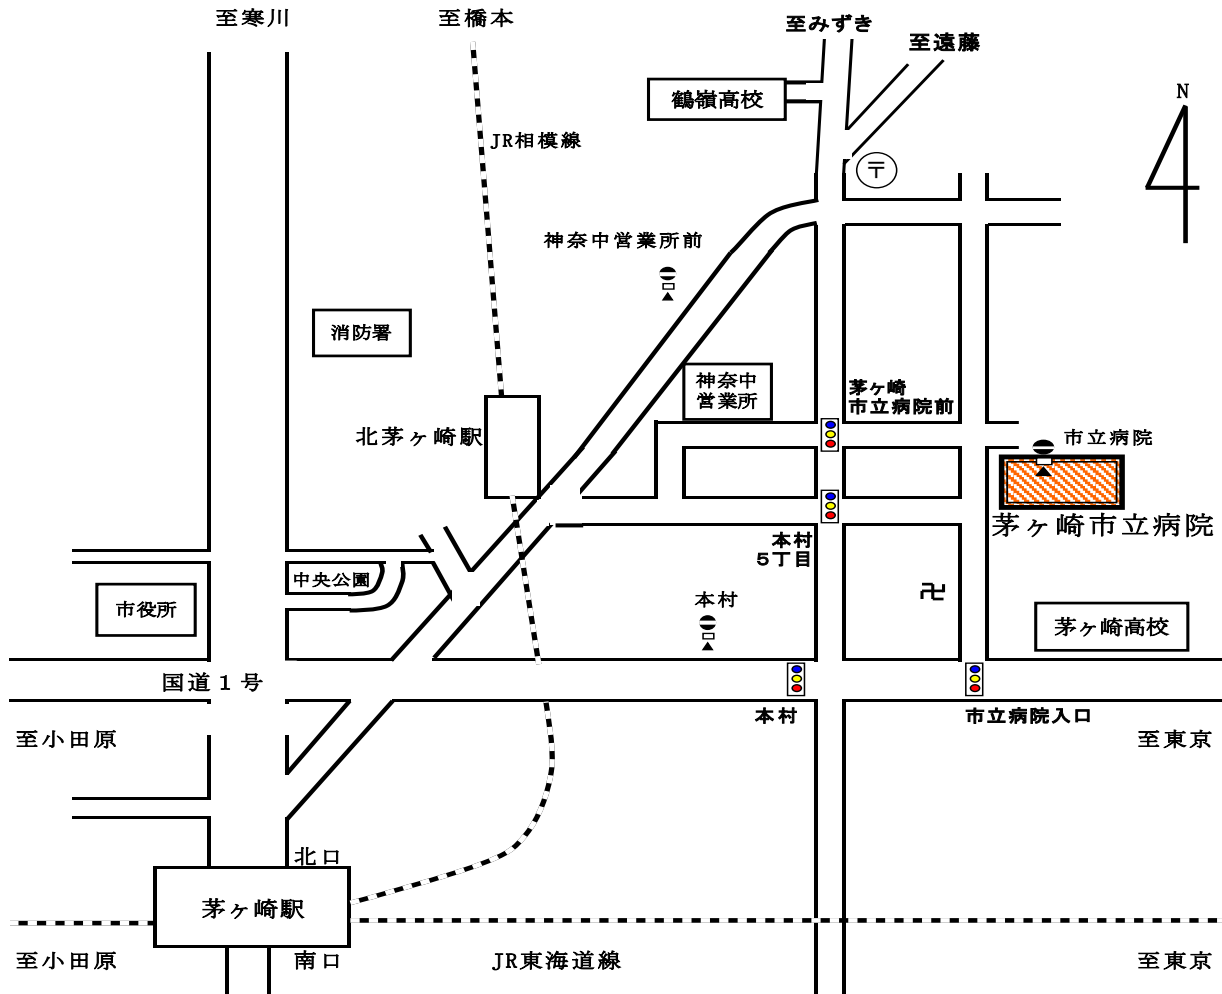 至寒川
至橋本
至みずき
至遠藤
鶴嶺高校
N
JR相模線
〒
神奈中営業所前
消防署
神奈中
営業所
茅ヶ崎
市立病院前
北茅ヶ崎駅
市立病院
茅ヶ崎市立病院
本村
5丁目
中央公園
市役所
本村
卍
茅ヶ崎高校
国道1号
本村
市立病院入口
至小田原
至東京
北口
茅ヶ崎駅
至小田原
南口
JR東海道線
至東京